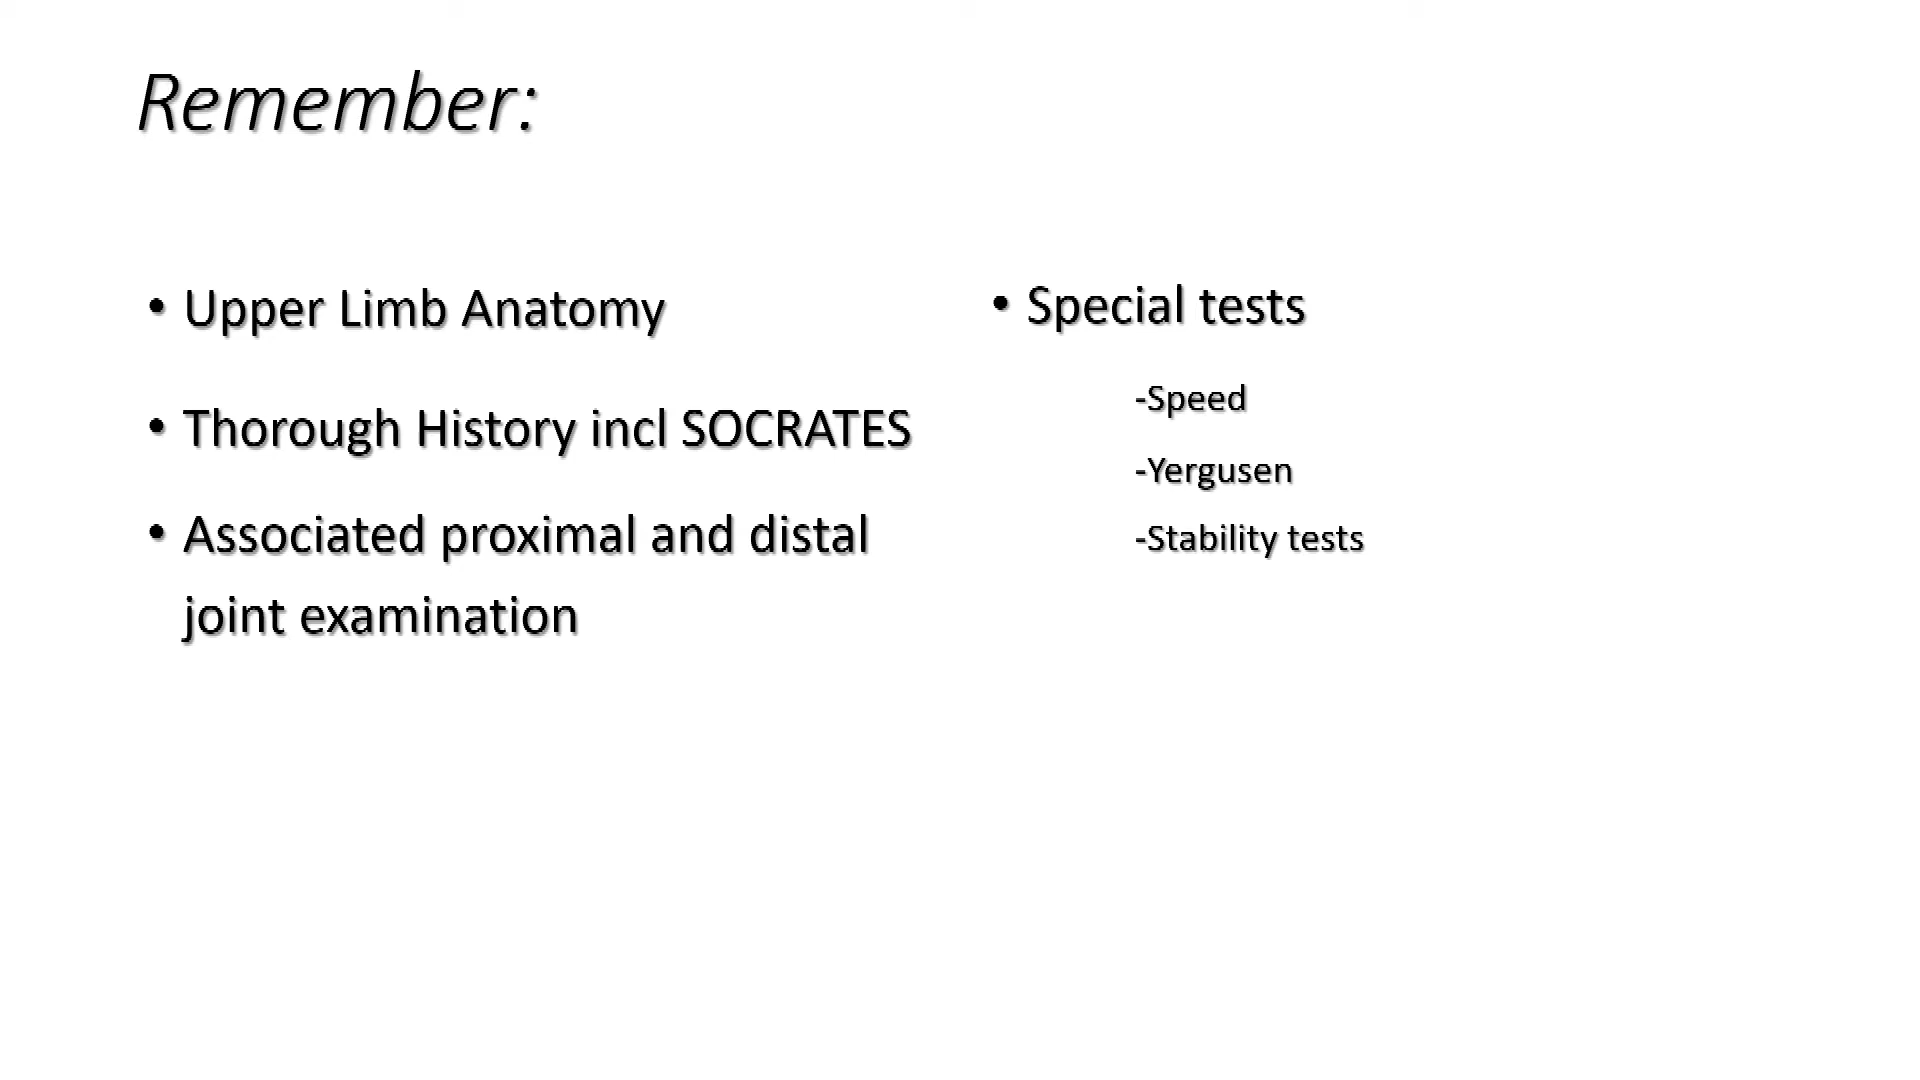 Remember:
• Upper Limb Anatomy
• Thorough History incl SOCRATES
• Associated proximal and distal
joint examination
• Special tests
-Speed
-Yergusen
-Stability tests